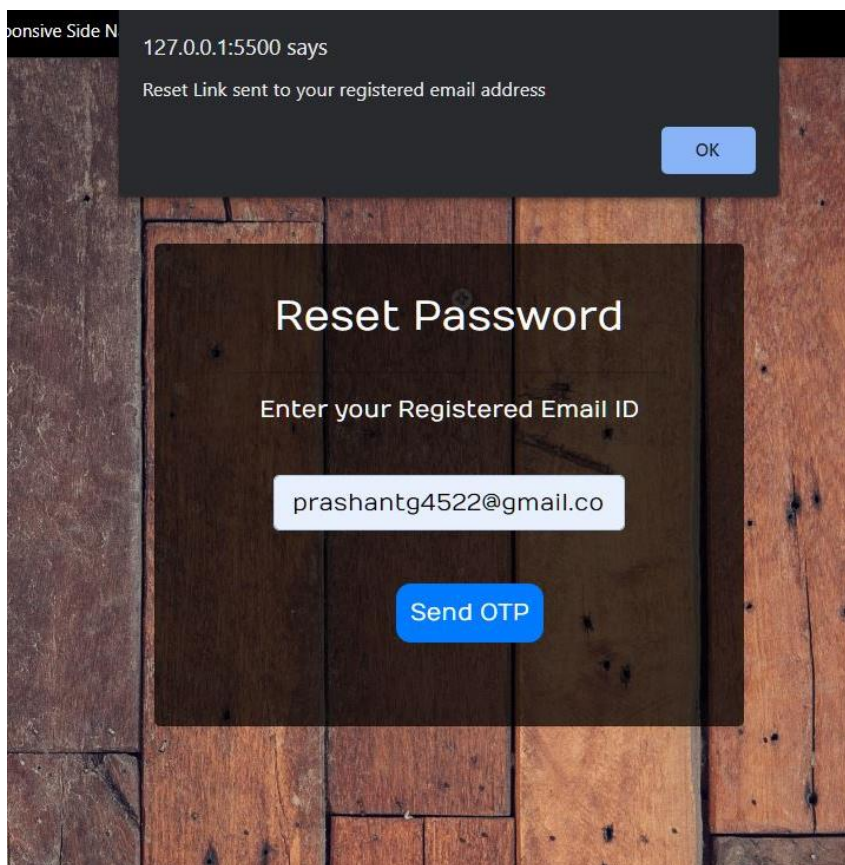 ponsive Side N
127.0.0.1:5500 says
Reset Link sent to your registered email address
OK
Reset Password
Enter your Registered Email ID
prashantg4522@gmail.co
Send OTP